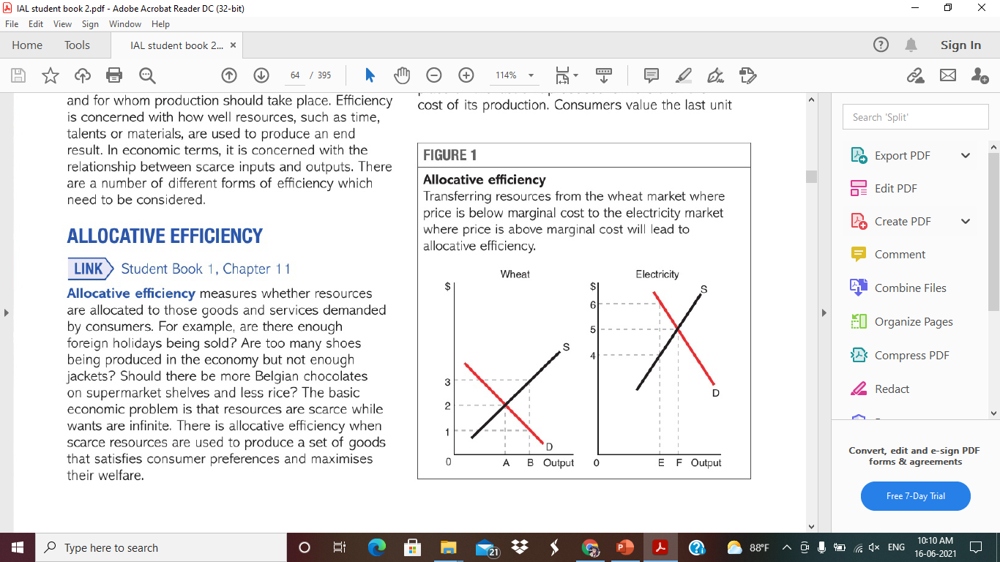 IAL student book 2.pdf - Adobe Acrobat Reader DC (32-bit)
File Edit View Sign Window Help
Home Tools IAL student book 2... × Sign In
64 / 395 114%
and for whom production should take place. Efficiency
is concerned with how well resources, such as time,
talents or materials, are used to produce an end
result. In economic terms, it is concerned with the
relationship between scarce inputs and outputs. There
are a number of different forms of efficiency which
need to be considered.
ALLOCATIVE EFFICIENCY
LINK Student Book 1, Chapter 11
Allocative efficiency measures whether resources
are allocated to those goods and services demanded
by consumers. For example, are there enough
foreign holidays being sold? Are too many shoes
being produced in the economy but not enough
jackets? Should there be more Belgian chocolates
on supermarket shelves and less rice? The basic
economic problem is that resources are scarce while
wants are infinite. There is allocative efficiency when
scarce resources are used to produce a set of goods
that satisfies consumer preferences and maximises
their welfare.
cost of its production. Consumers value the last unit
FIGURE 1
Allocative efficiency
Transferring resources from the wheat market where
price is below marginal cost to the electricity market
where price is above marginal cost will lead to
allocative efficiency.
Wheat
$
S
3
2
1
D
0 A B Output
Electricity
$
S
6
5
4
D
0 E F Output
Search 'Split'
Export PDF
Edit PDF
Create PDF
Comment
Combine Files
Organize Pages
Compress PDF
Redact
Convert, edit and e-sign PDF
forms & agreements
Free 7-Day Trial
Type here to search
21
88°F
ENG
10:10 AM
16-06-2021